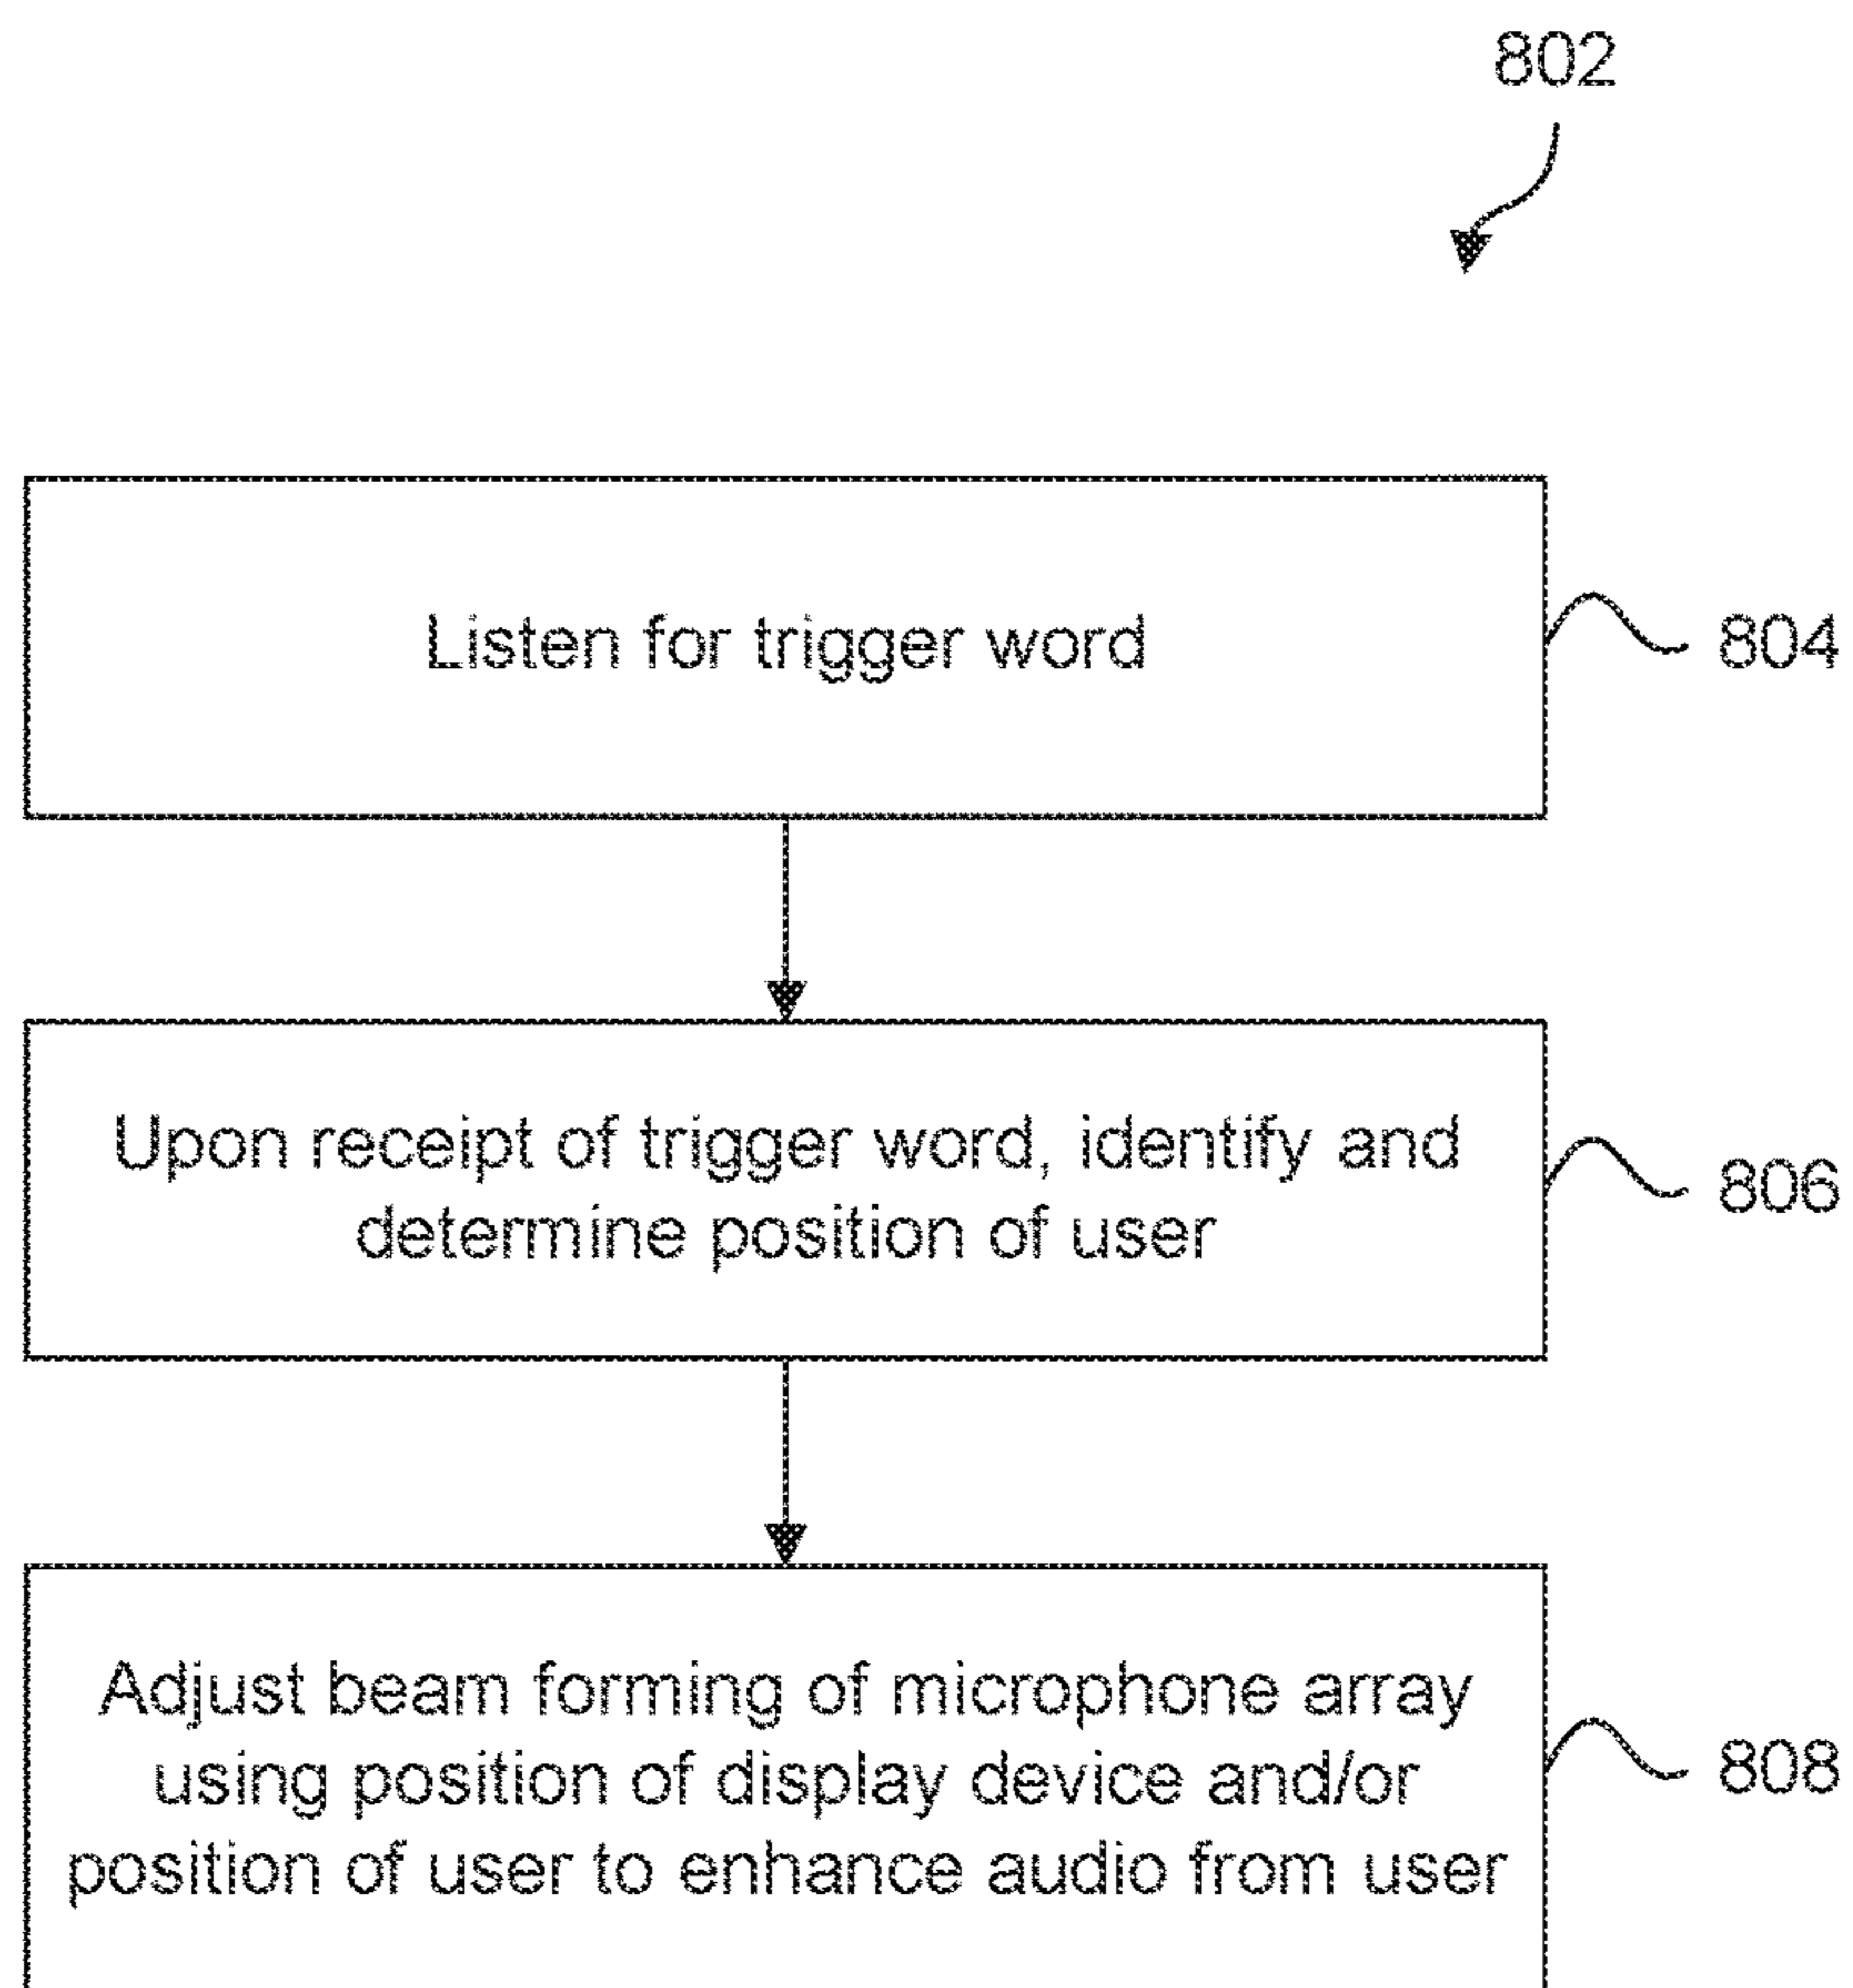 802
Listen for trigger word
804
Upon receipt of trigger word, identify and
determine position of user
806
Adjust beam forming of microphone array
using position of display device and/or
position of user to enhance audio from user
808